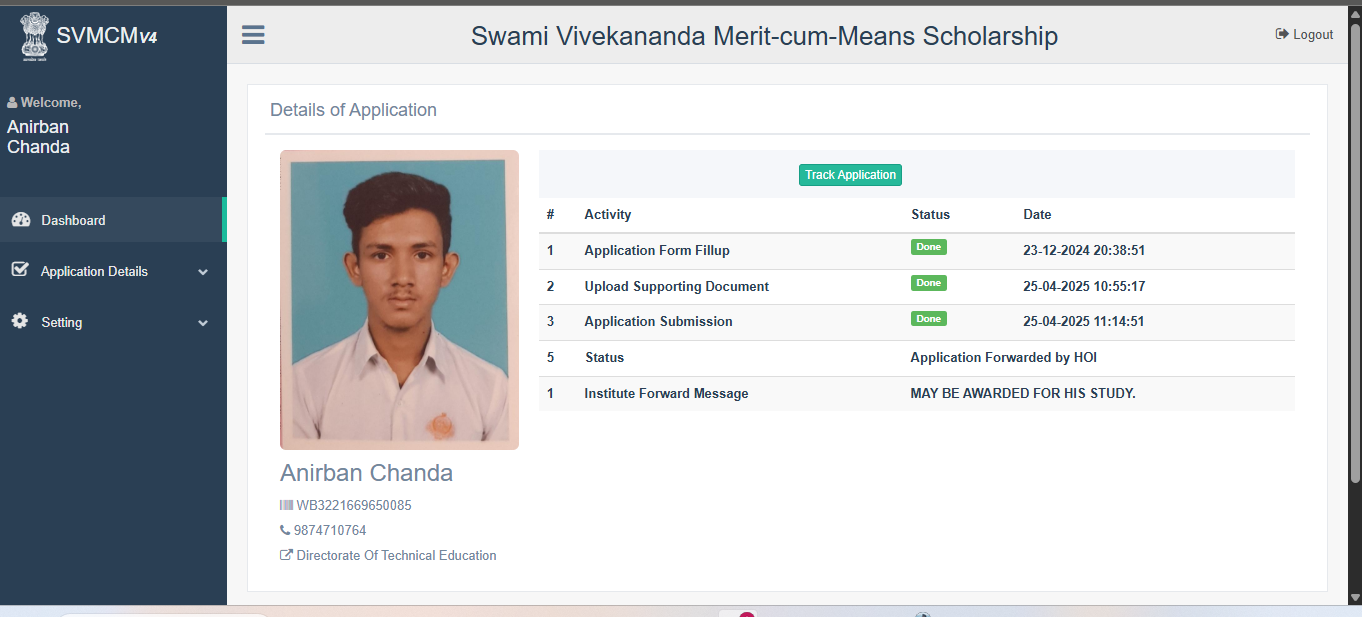 SVMCMV4
Swami Vivekananda Merit-cum-Means Scholarship
Logout
Welcome,
Anirban
Chanda
Dashboard
Application Details
Setting
Details of Application
Track Application
# Activity Status Date
1 Application Form Fillup Done 23-12-2024 20:38:51
2 Upload Supporting Document Done 25-04-2025 10:55:17
3 Application Submission Done 25-04-2025 11:14:51
5 Status Application Forwarded by HOI
1 Institute Forward Message MAY BE AWARDED FOR HIS STUDY.
Anirban Chanda
WB3221669650085
9874710764
Directorate Of Technical Education